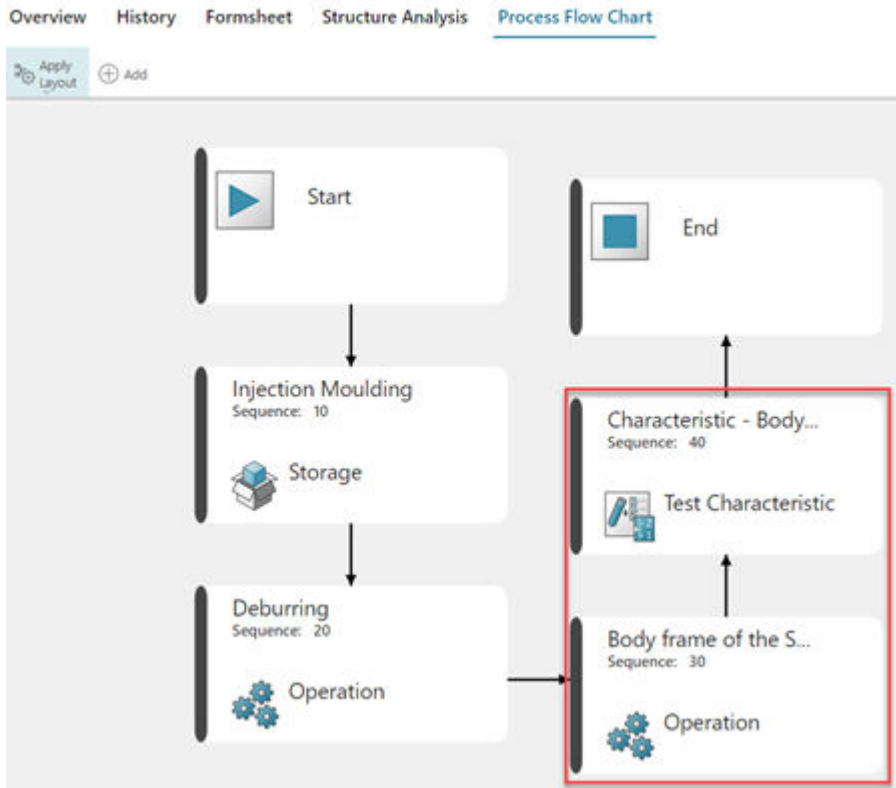 Overview History Formsheet Structure Analysis Process Flow Chart
Apply
Layout
Add
Start
Injection Moulding
Sequence: 10
Storage
Deburring
Sequence: 20
Operation
End
Characteristic - Body...
Sequence: 40
Test Characteristic
Body frame of the S...
Sequence: 30
Operation